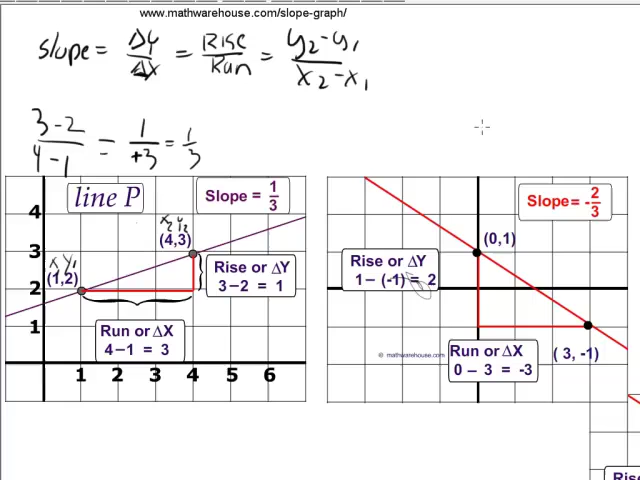 www.mathwarehouse.com/slope-graph/
slope = ΔY/ΔX = Rise/Run = y₂-y₁/x₂-x₁
3-2/4-1 = 1/+3 = 1/3
line P
Slope = 1/3
4
3
2
1
x₂ y₂
(4,3)
X Y₁
(1,2)
Rise or ΔY
3-2 = 1
Run or ΔX
4-1 = 3
1 2 3 4 5 6
Slope= -2/3
(0,1)
Rise or ΔY
1- (-1) = 2
© mathwarehouse.com
Run or ΔX
0 - 3 = -3
( 3, -1)
Rise